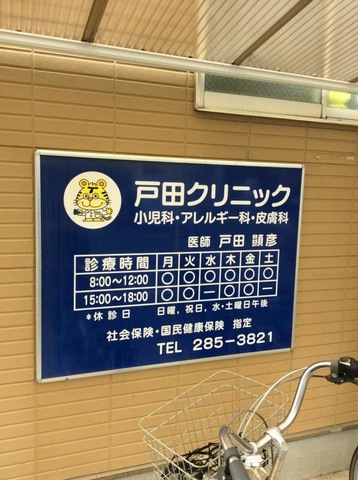 戸田クリニック
小児科・アレルギー科・皮膚科
医師 戸田 顕彦
診療時間 月 火 水 木 金 土
8:00～12:00 ○ ○ ○ ○ ○ ○
15:00～18:00 ○ ○ ー ○ ○ ー
*休診日 日曜,祝日,水・土曜日午後
社会保険・国民健康保険 指定
TEL 285-3821